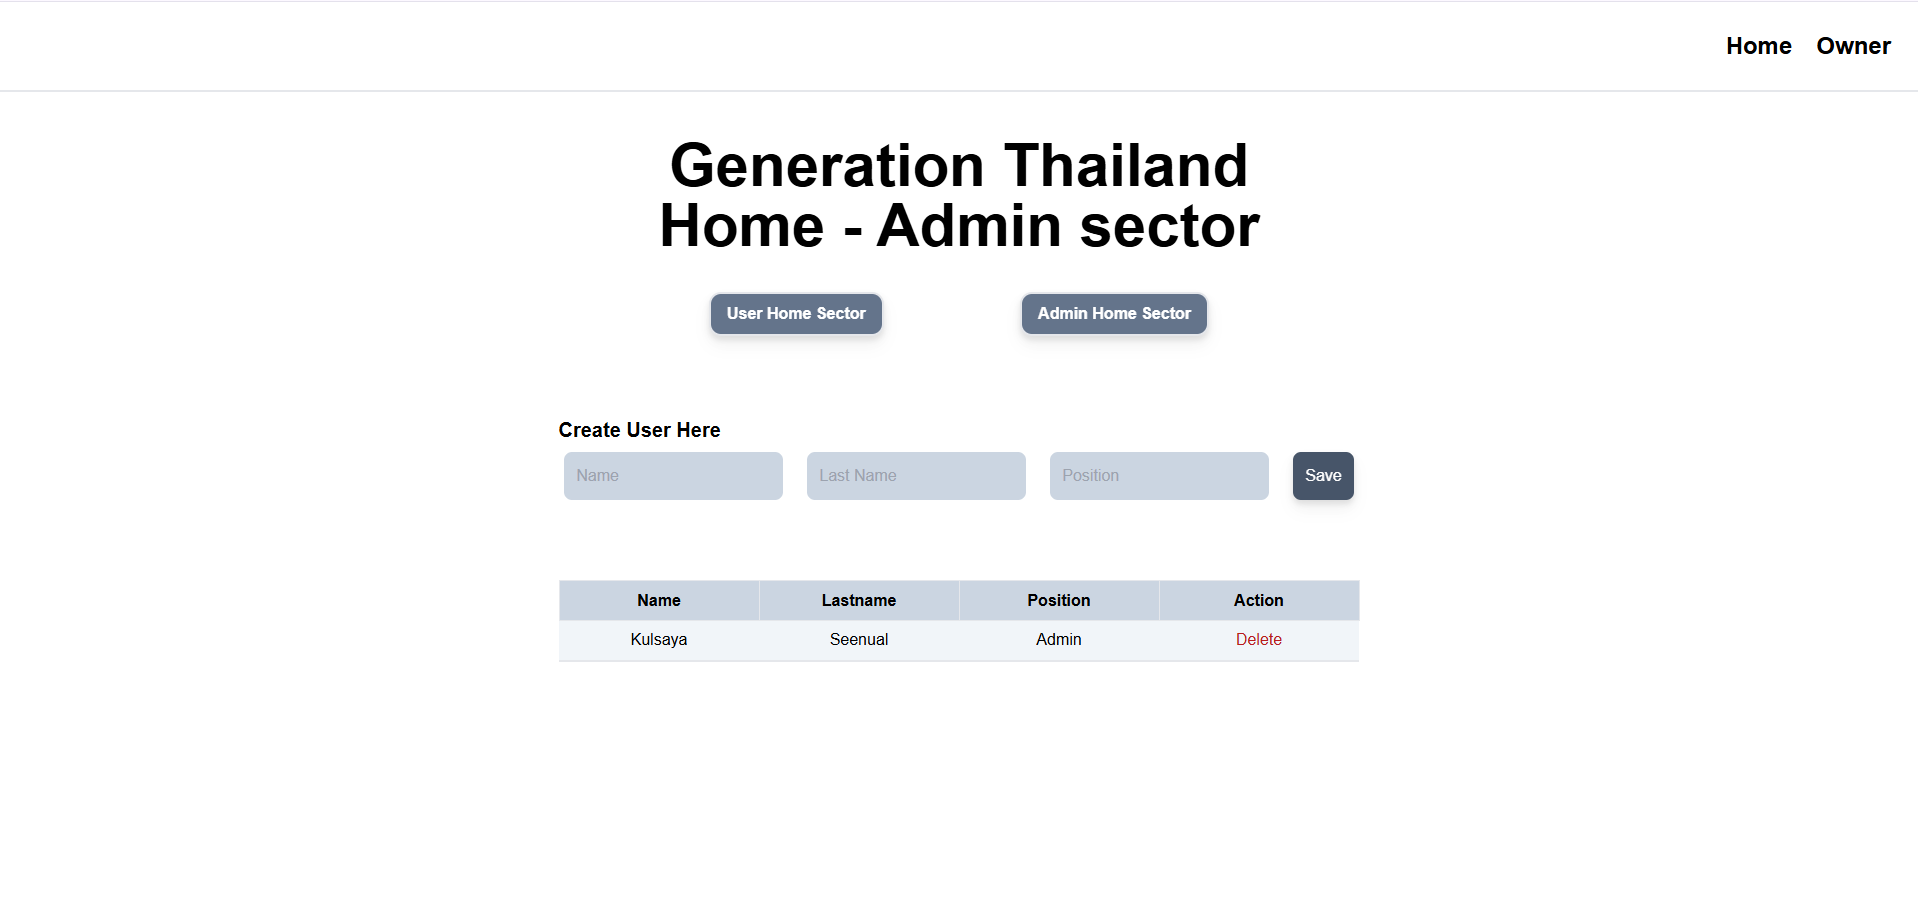 Home Owner
Generation Thailand
Home - Admin sector
User Home Sector Admin Home Sector
Create User Here
Name Last Name Position Save
Name Lastname Position Action
Kulsaya Seenual Admin Delete